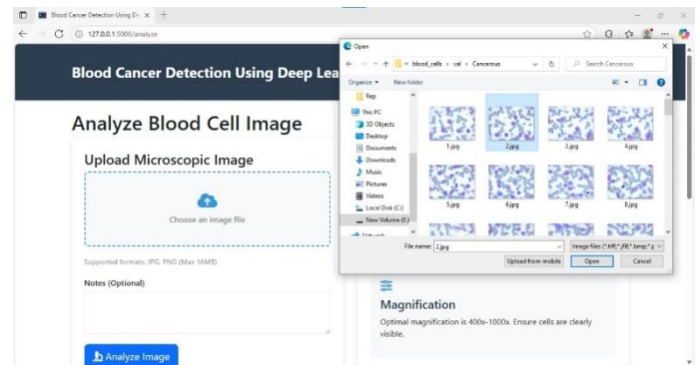 Blood Cancer Detection Using De
127.0.0.1:5000/analyze
Blood Cancer Detection Using Deep Lea
Analyze Blood Cell Image
Upload Microscopic Image
Choose an image file
Supported formats: JPG, PNG (Max 16MB)
Notes (Optional)
Analyze Image
Open
blood_cells › val › Cancerous
Search Cancerous
Organize
New folder
Rep
This PC
3D Objects
Desktop
Documents
Downloads
Music
Pictures
Videos
Local Disk (C:)
New Volume (E:)
1.jpg 2.jpg 3.jpg 4.jpg
5.jpg 6.jpg 7.jpg 8.jpg
File name: 2.jpg
Upload from mobile Open Cancel
Magnification
Optimal magnification is 400x-1000x. Ensure cells are clearly
visible.